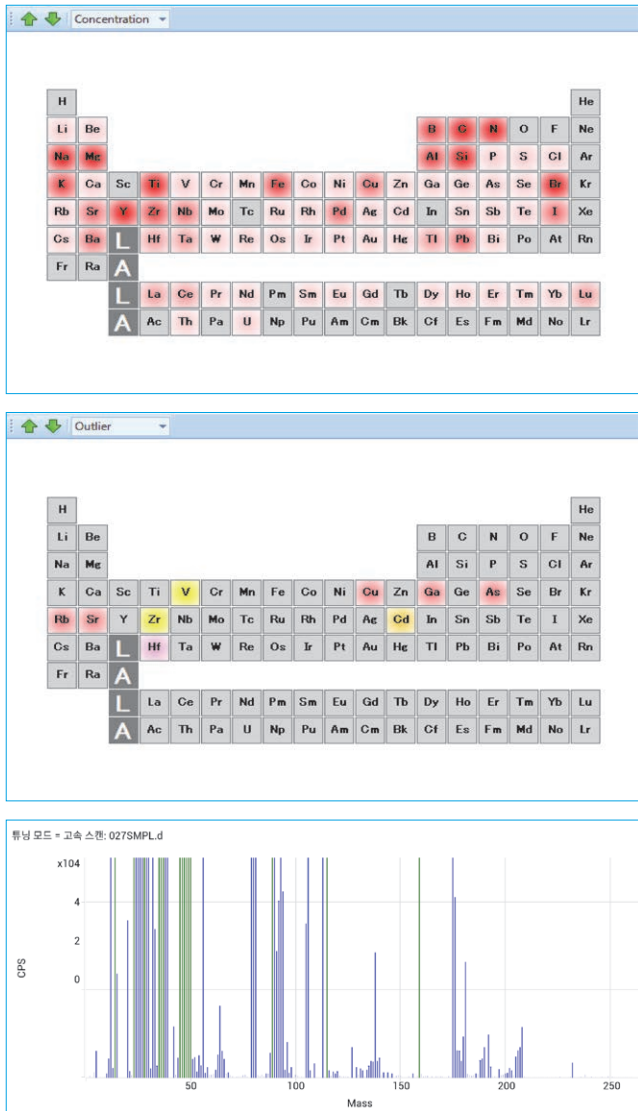 Concentration
H He
Li Be B C N O F Ne
Na Mg Al Si P S Cl Ar
K Ca Sc Ti V Cr Mn Fe Co Ni Cu Zn Ga Ge As Se Br Kr
Rb Sr Y Zr Nb Mo Tc Ru Rh Pd Ag Cd In Sn Sb Te I Xe
Cs Ba L Hf Ta W Re Os Ir Pt Au Hg Tl Pb Bi Po At Rn
Fr Ra A
L La Ce Pr Nd Pm Sm Eu Gd Tb Dy Ho Er Tm Yb Lu
A Ac Th Pa U Np Pu Am Cm Bk Cf Es Fm Md No Lr
Outlier
H He
Li Be B C N O F Ne
Na Mg Al Si P S Cl Ar
K Ca Sc Ti V Cr Mn Fe Co Ni Cu Zn Ga Ge As Se Br Kr
Rb Sr Y Zr Nb Mo Tc Ru Rh Pd Ag Cd In Sn Sb Te I Xe
Cs Ba L Hf Ta W Re Os Ir Pt Au Hg Tl Pb Bi Po At Rn
Fr Ra A
L La Ce Pr Nd Pm Sm Eu Gd Tb Dy Ho Er Tm Yb Lu
A Ac Th Pa U Np Pu Am Cm Bk Cf Es Fm Md No Lr
튜닝 모드 = 고속 스캔: 027SMPL.d
x104
4
2
0
CPS
50 100 150 200 250
Mass